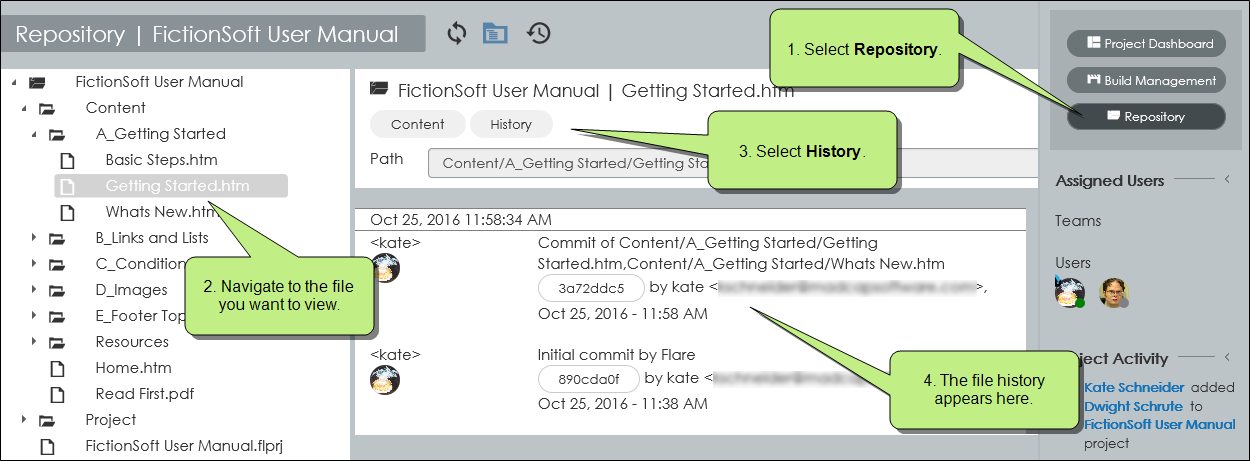 Repository | FictionSoft User Manual
1. Select Repository.
Project Dashboard
Build Management
Repository
FictionSoft User Manual
Content
A_Getting Started
Basic Steps.htm
Getting Started.htm
Whats New.htm
B_Links and Lists
C_Condition
D_Images
E_Footer Top
Resources
Home.htm
Read First.pdf
Project
FictionSoft User Manual.flprj
2. Navigate to the file
you want to view.
FictionSoft User Manual | Getting Started.htm
Content
History
3. Select History.
Path
Content/A_Getting Started/Getting Sta
Oct 25, 2016 11:58:34 AM
<kate>
Commit of Content/A_Getting Started/Getting
Started.htm,Content/A_Getting Started/Whats New.htm
3a72ddc5 by kate < >,
Oct 25, 2016 - 11:58 AM
<kate>
Initial commit by Flare
890cda0f by kate <
Oct 25, 2016 - 11:38 AM
4. The file history
appears here.
Assigned Users
Teams
Users
ject Activity
Kate Schneider added
Dwight Schrute to
FictionSoft User Manual
project